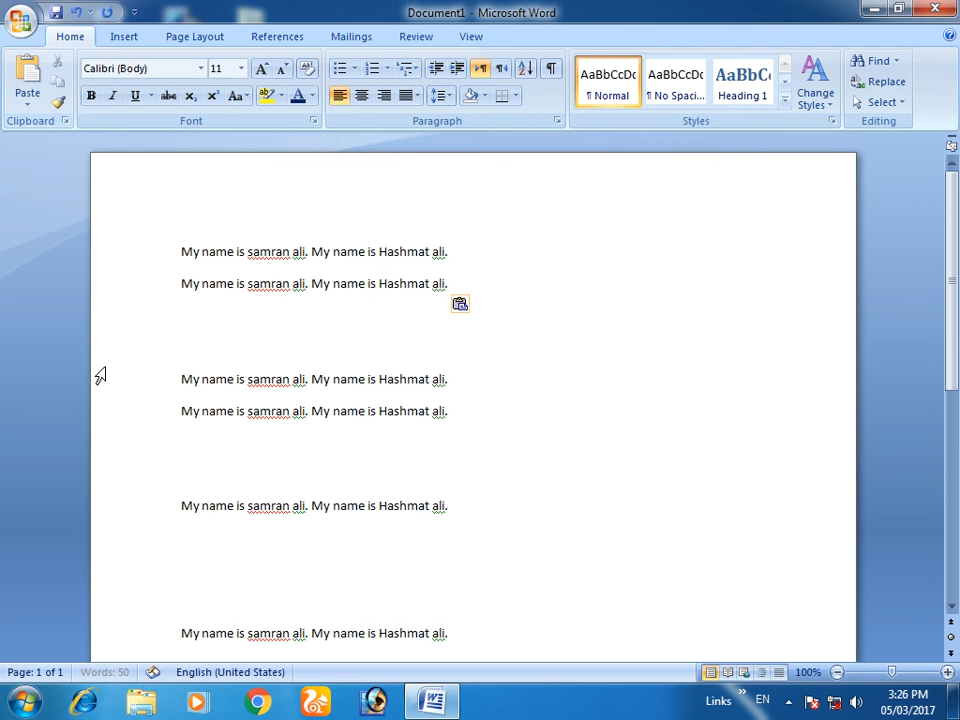 Document1 - Microsoft Word
Home Insert Page Layout References Mailings Review View
Paste
Clipboard
Calibri (Body) 11
B I U abc x₂ x² Aa
Font
Paragraph
AaBbCcDc AaBbCcDc AaBbC
¶ Normal ¶ No Spaci... Heading 1
Change Styles
Styles
Find
Replace
Select
Editing
My name is samran ali. My name is Hashmat ali.
My name is samran ali. My name is Hashmat ali.
My name is samran ali. My name is Hashmat ali.
My name is samran ali. My name is Hashmat ali.
My name is samran ali. My name is Hashmat ali.
My name is samran ali. My name is Hashmat ali.
Page: 1 of 1 Words: 50 English (United States) 100%
Links EN 3:26 PM
05/03/2017